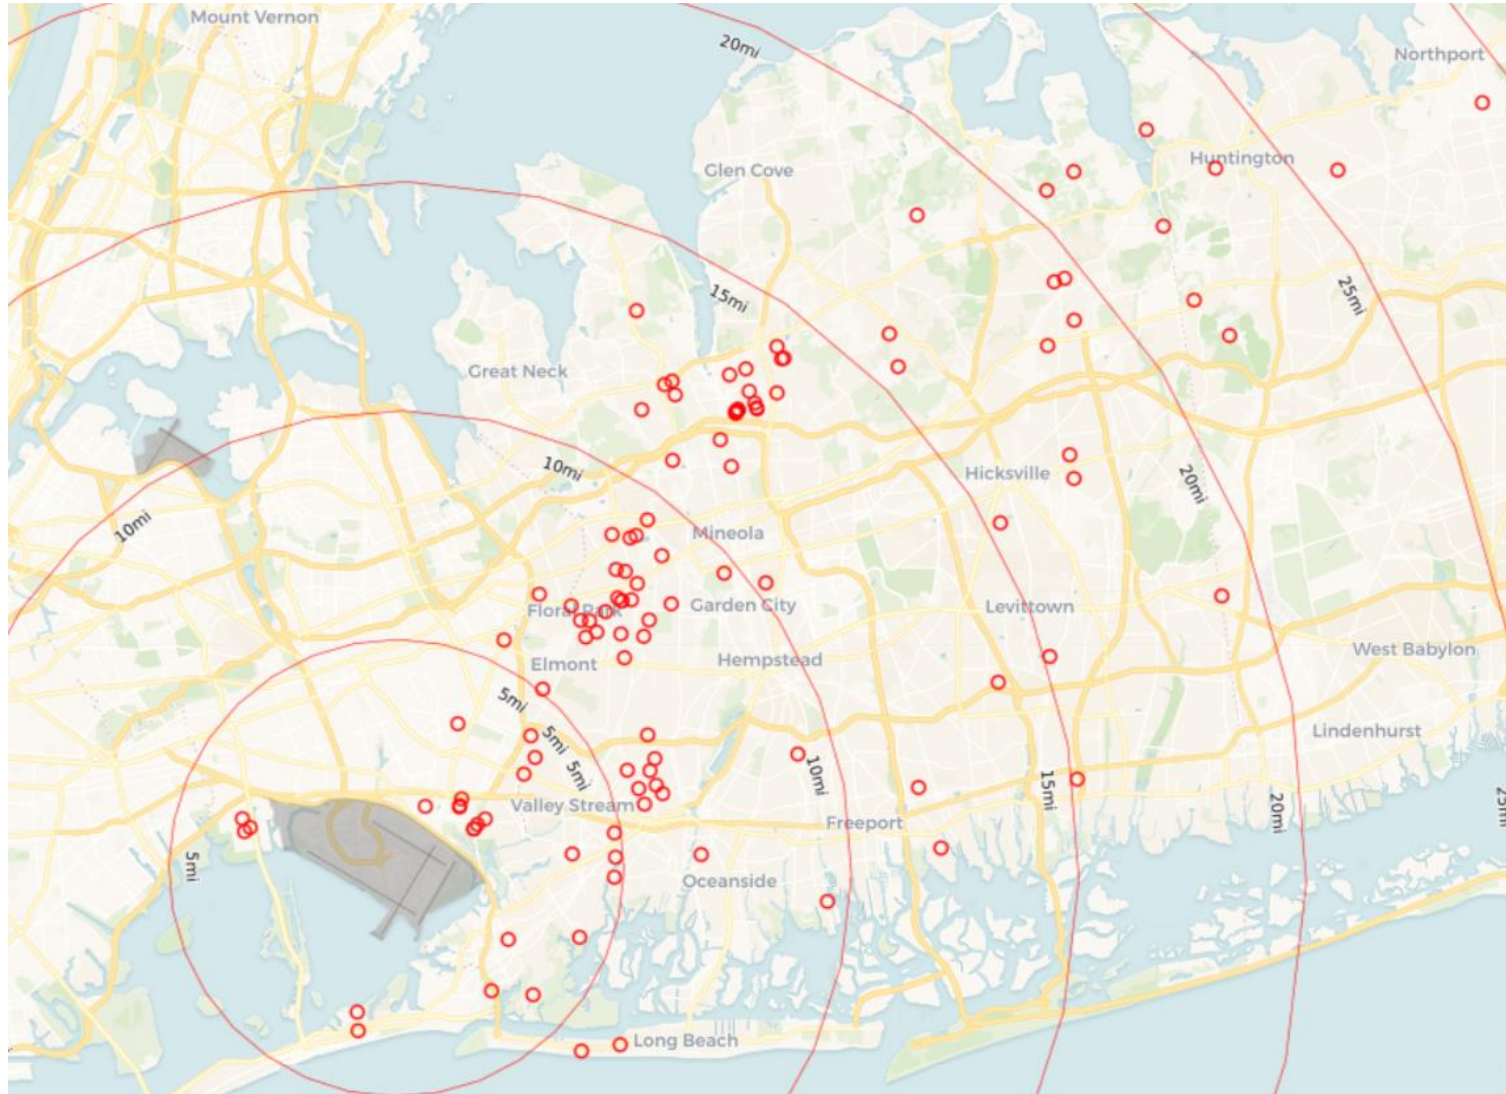 Mount Vernon
20mi
Northport
Huntington
Glen Cove
15mi
25mi
Great Neck
10mi
Hicksville
20mi
10mi
Mineola
Floral Park
Garden City
Levittown
Elmont
Hempstead
West Babylon
5mi
5mi
Lindenhurst
5mi
10mi
15mi
Valley Stream
20mi
25mi
Freeport
5mi
Oceanside
Long Beach